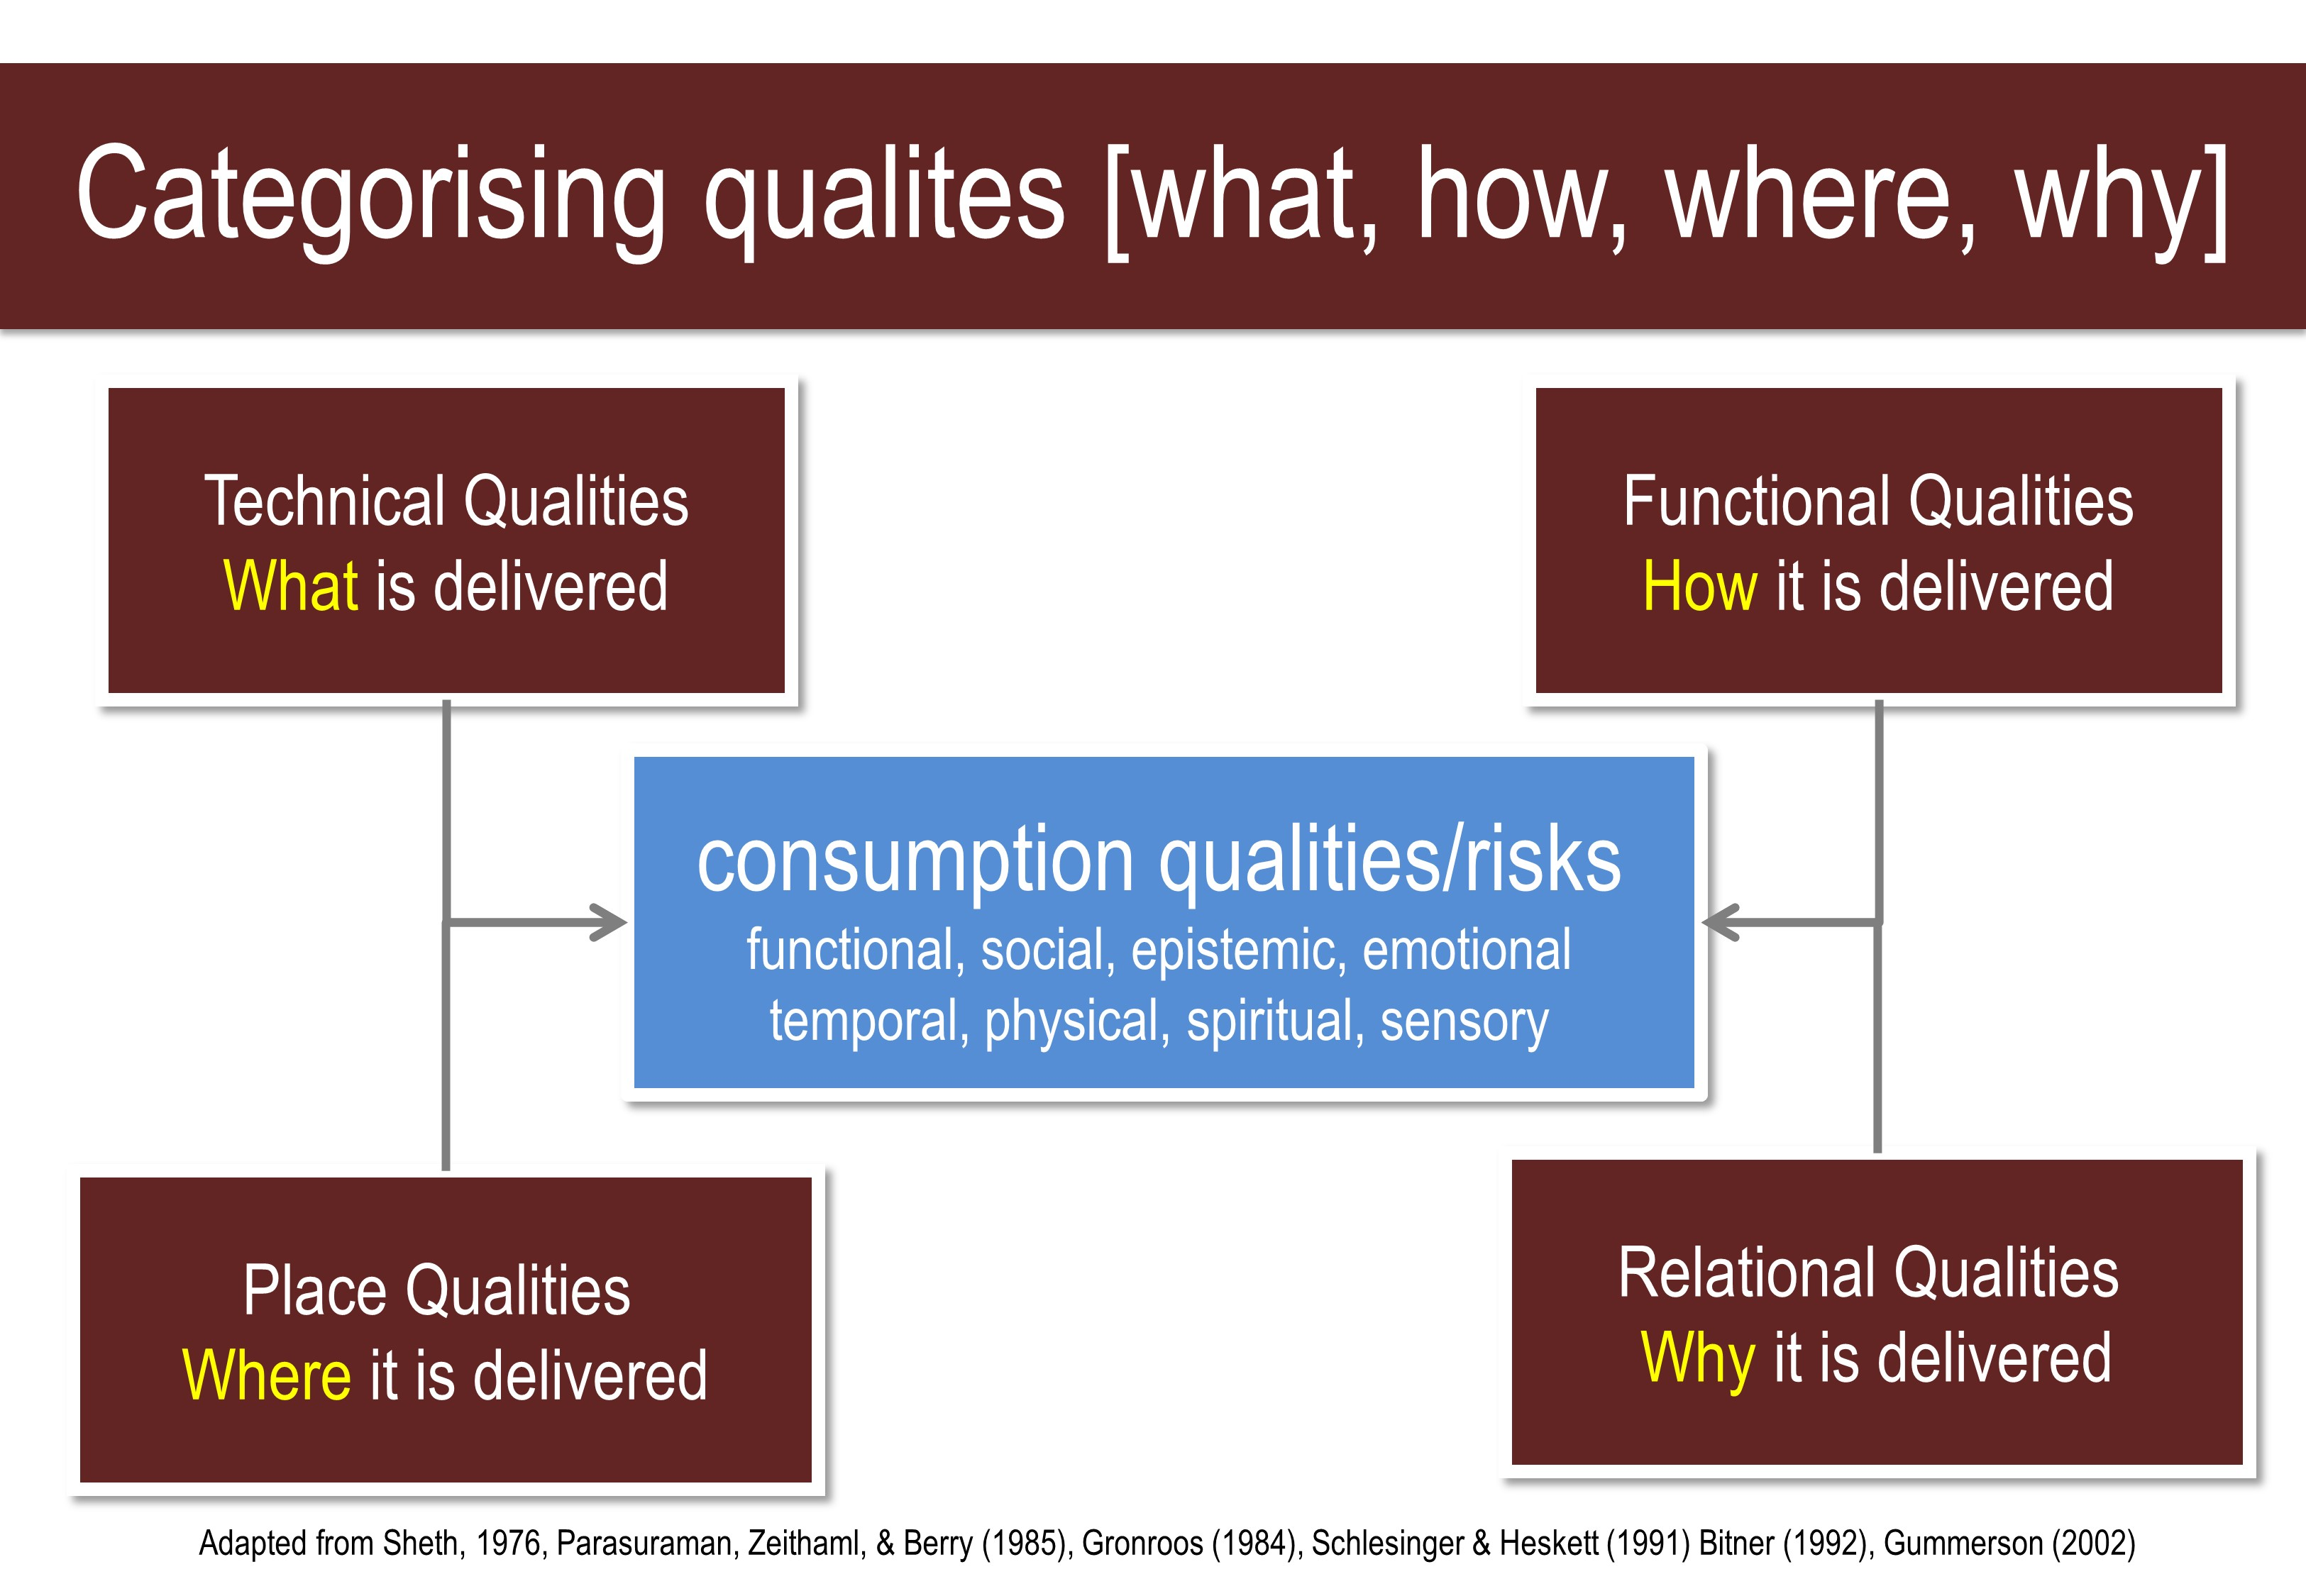 Categorising qualites [what, how, where, why]
Technical Qualities
What is delivered
Functional Qualities
How it is delivered
consumption qualities/risks
functional, social, epistemic, emotional
temporal, physical, spiritual, sensory
Place Qualities
Where it is delivered
Relational Qualities
Why it is delivered
Adapted from Sheth, 1976, Parasuraman, Zeithaml, & Berry (1985), Gronroos (1984), Schlesinger & Heskett (1991) Bitner (1992), Gummerson (2002)